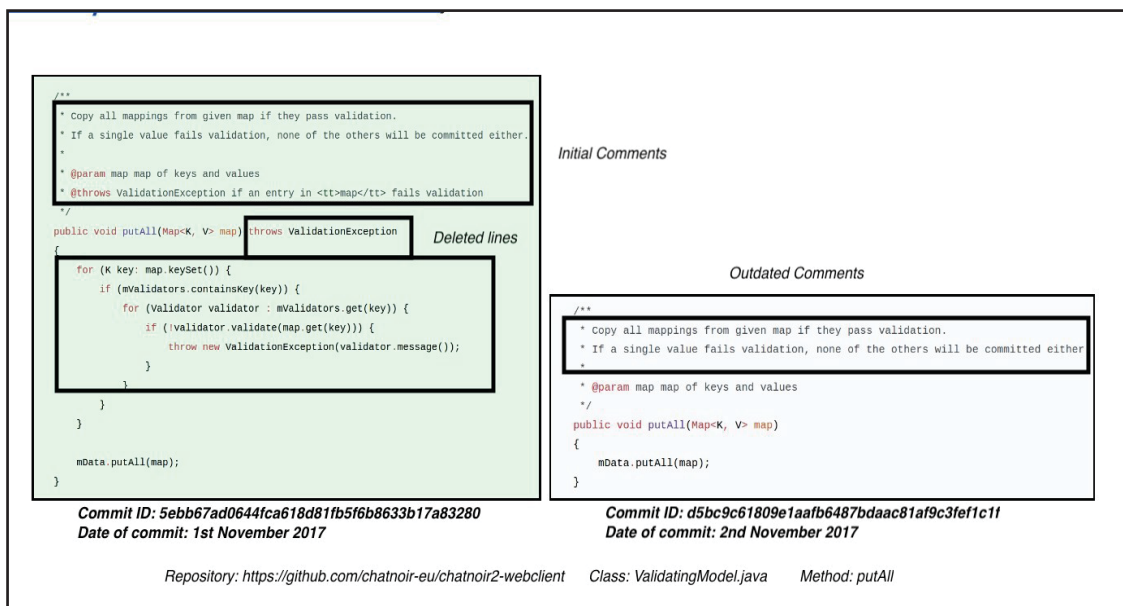 /**
* Copy all mappings from given map if they pass validation.
* If a single value fails validation, none of the others will be committed either.
*
* @param map map of keys and values
* @throws ValidationException if an entry in <tt>map</tt> fails validation
*/
public void putAll(Map<K, V> map) throws ValidationException
{
for (K key: map.keySet()) {
if (mValidators.containsKey(key)) {
for (Validator validator : mValidators.get(key)) {
if (!validator.validate(map.get(key))) {
throw new ValidationException(validator.message());
}
}
}
}
mData.putAll(map);
}
Initial Comments
Deleted lines
Commit ID: 5ebb67ad0644fca618d81fb5f6b8633b17a83280
Date of commit: 1st November 2017
Outdated Comments
/**
* Copy all mappings from given map if they pass validation.
* If a single value fails validation, none of the others will be committed either
*
* @param map map of keys and values
*/
public void putAll(Map<K, V> map)
{
mData.putAll(map);
}
Commit ID: d5bc9c61809e1aafb6487bdaac81af9c3fef1c1f
Date of commit: 2nd November 2017
Repository: https://github.com/chatnoir-eu/chatnoir2-webclient Class: ValidatingModel.java Method: putAll